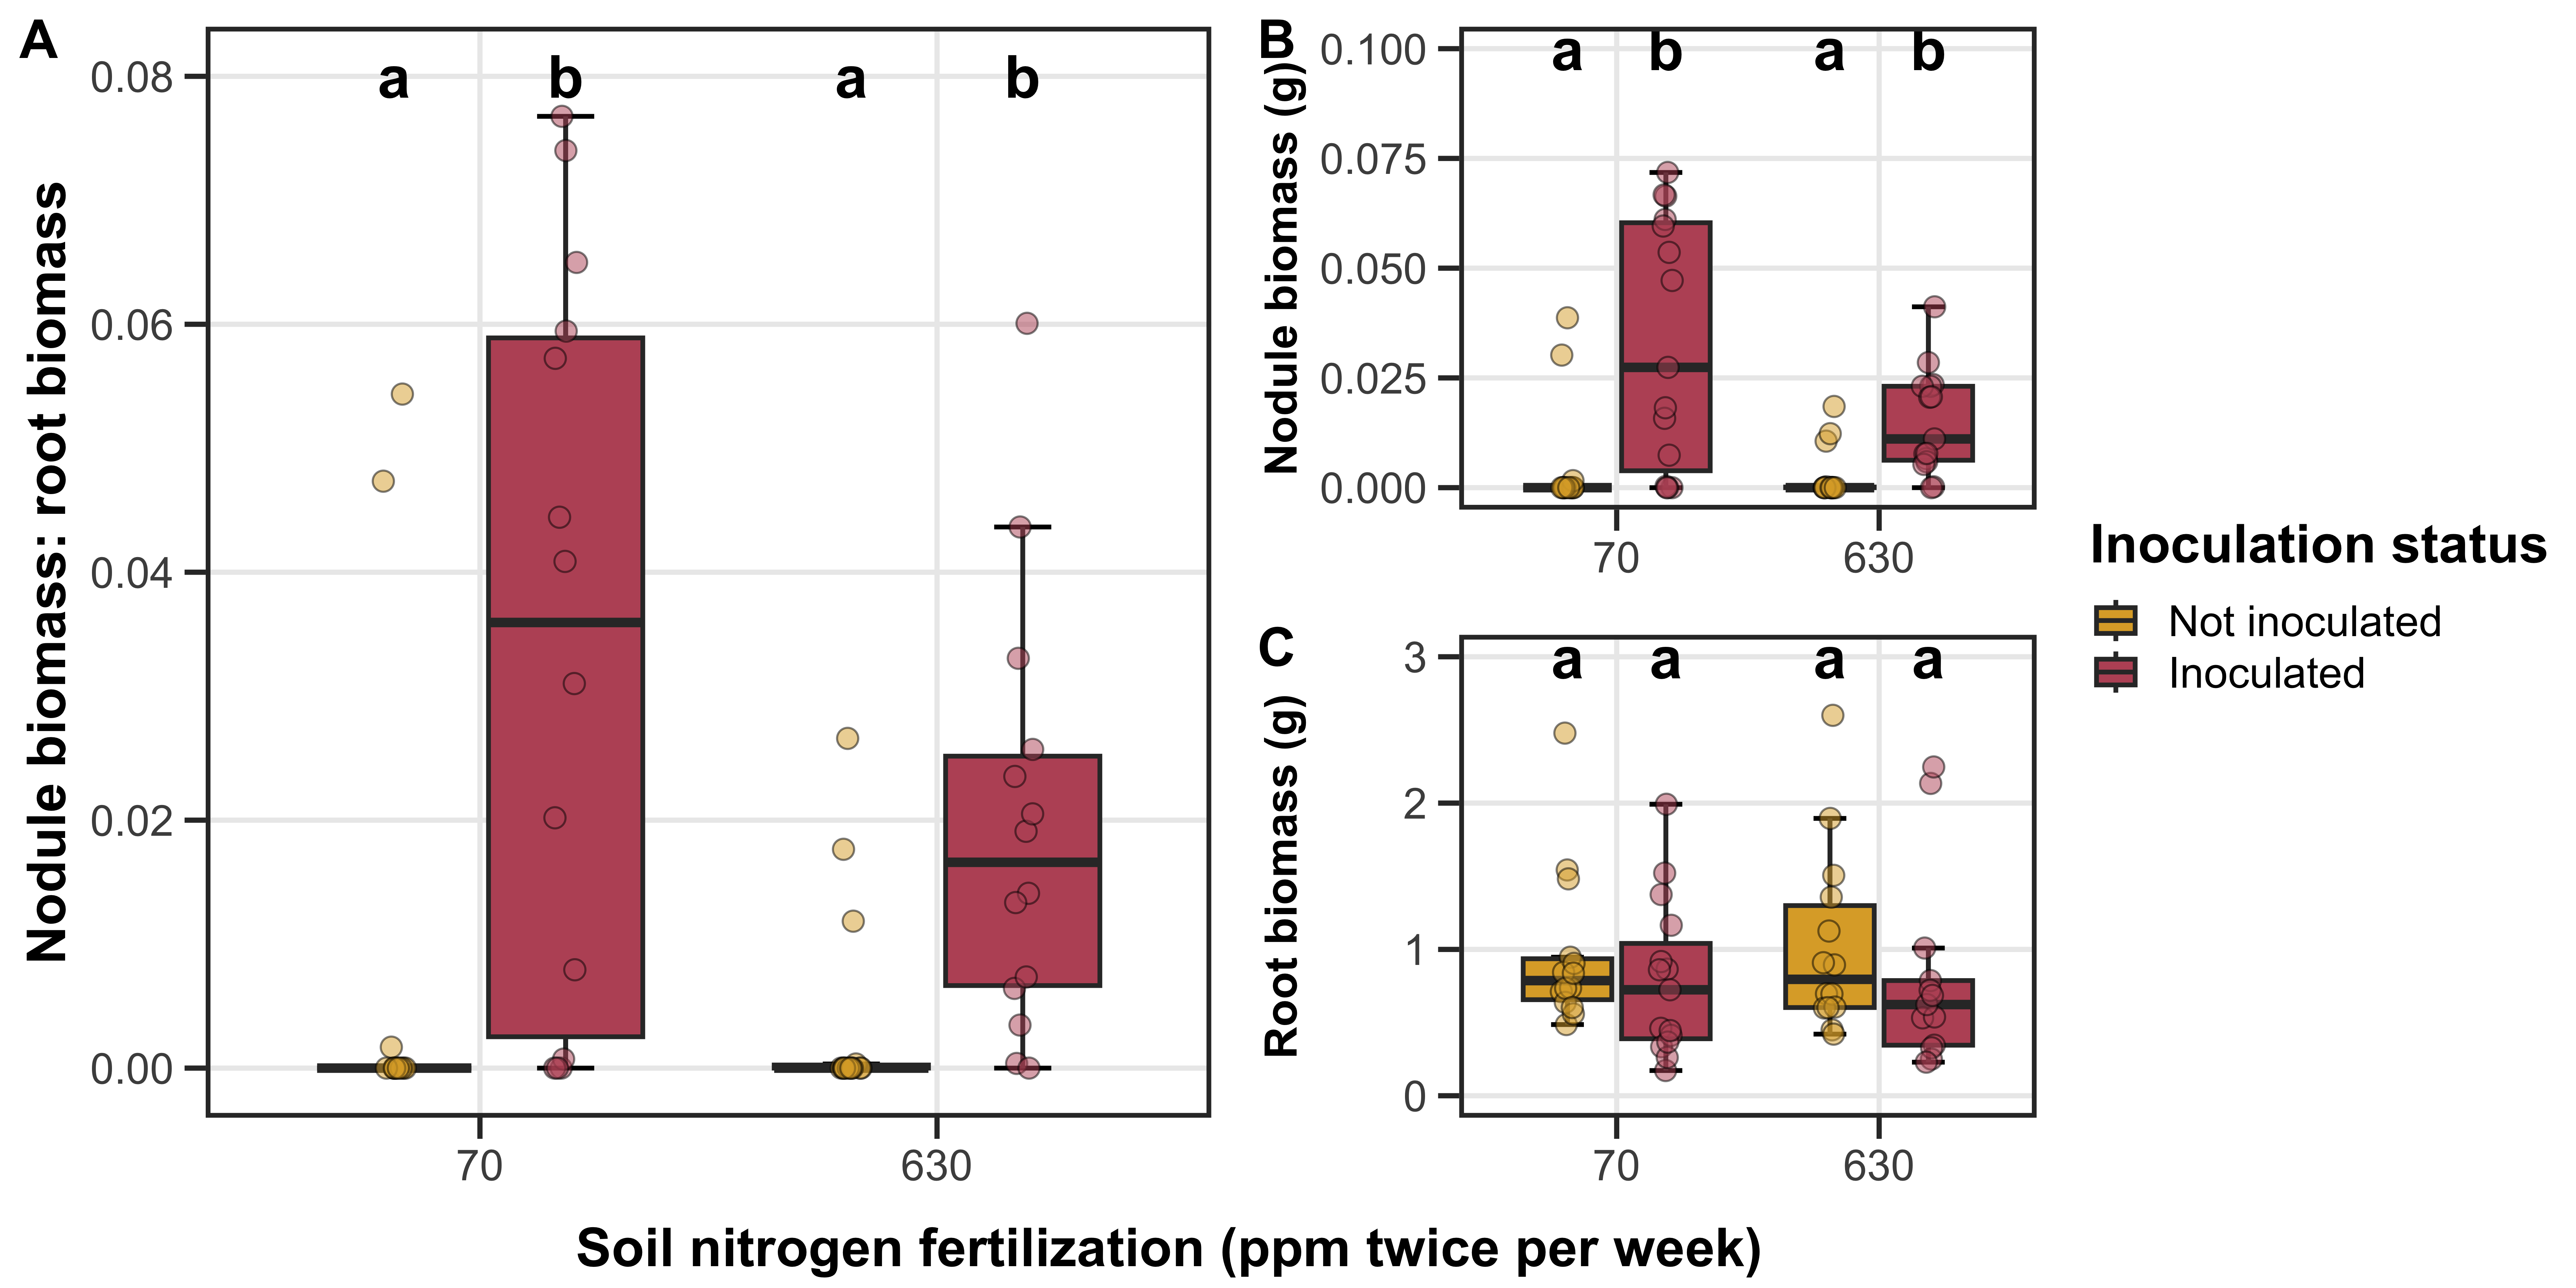 A
Nodule biomass: root biomass
0.08
0.06
0.04
0.02
0.00
a b a b
70 630
B
Nodule biomass (g)
0.100
0.075
0.050
0.025
0.000
a b a b
70 630
C
Root biomass (g)
3
2
1
0
a a a a
70 630
Soil nitrogen fertilization (ppm twice per week)
Inoculation status
Not inoculated
Inoculated